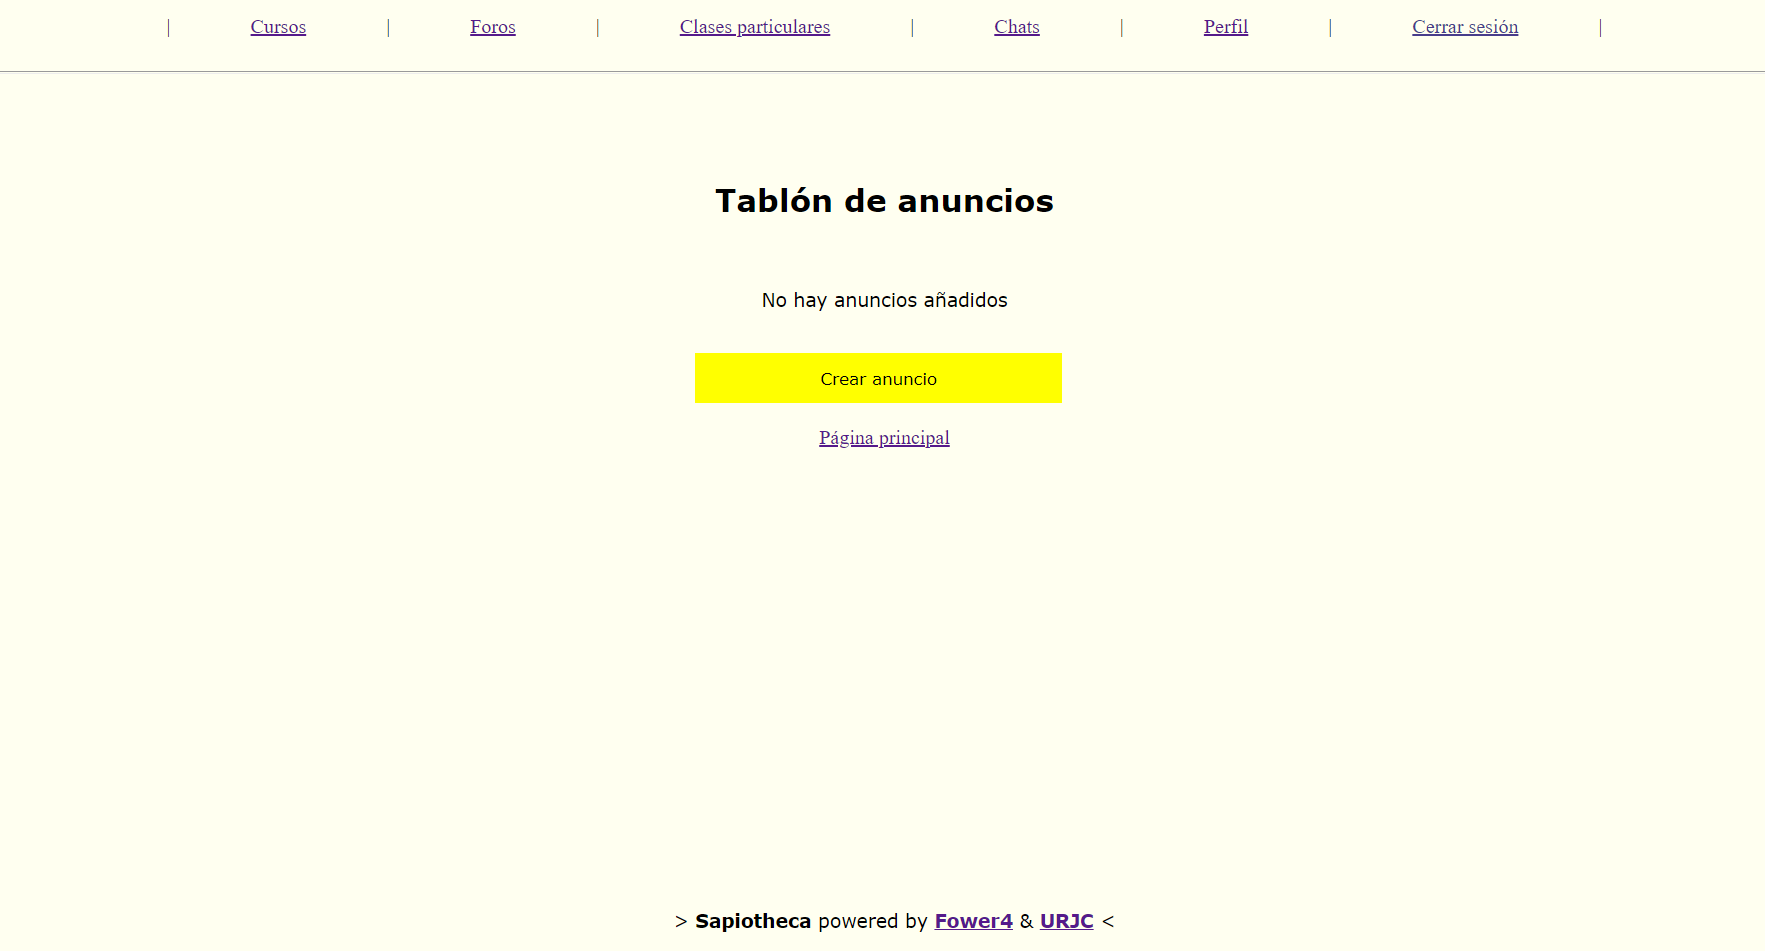 | Cursos | Foros | Clases particulares | Chats | Perfil | Cerrar sesión |
Tablón de anuncios
No hay anuncios añadidos
Crear anuncio
Página principal
> Sapiotheca powered by Fower4 & URJC <